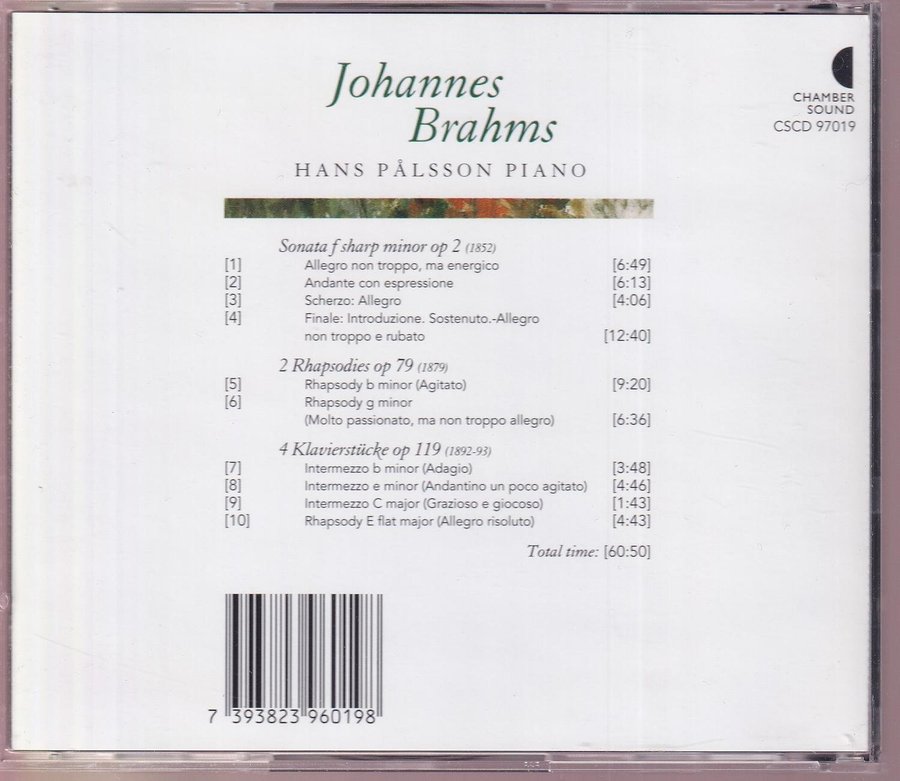 Johannes
Brahms
HANS PÅLSSON PIANO
CHAMBER
SOUND
CSCD 97019
Sonata f sharp minor op 2 (1852)
[1] Allegro non troppo, ma energico [6:49]
[2] Andante con espressione [6:13]
[3] Scherzo: Allegro [4:06]
[4] Finale: Introduzione. Sostenuto.-Allegro
non troppo e rubato [12:40]
2 Rhapsodies op 79 (1879)
[5] Rhapsody b minor (Agitato) [9:20]
[6] Rhapsody g minor
(Molto passionato, ma non troppo allegro) [6:36]
4 Klavierstücke op 119 (1892-93)
[7] Intermezzo b minor (Adagio) [3:48]
[8] Intermezzo e minor (Andantino un poco agitato) [4:46]
[9] Intermezzo C major (Grazioso e giocoso) [1:43]
[10] Rhapsody E flat major (Allegro risoluto) [4:43]
Total time: [60:50]
7 393823 960198